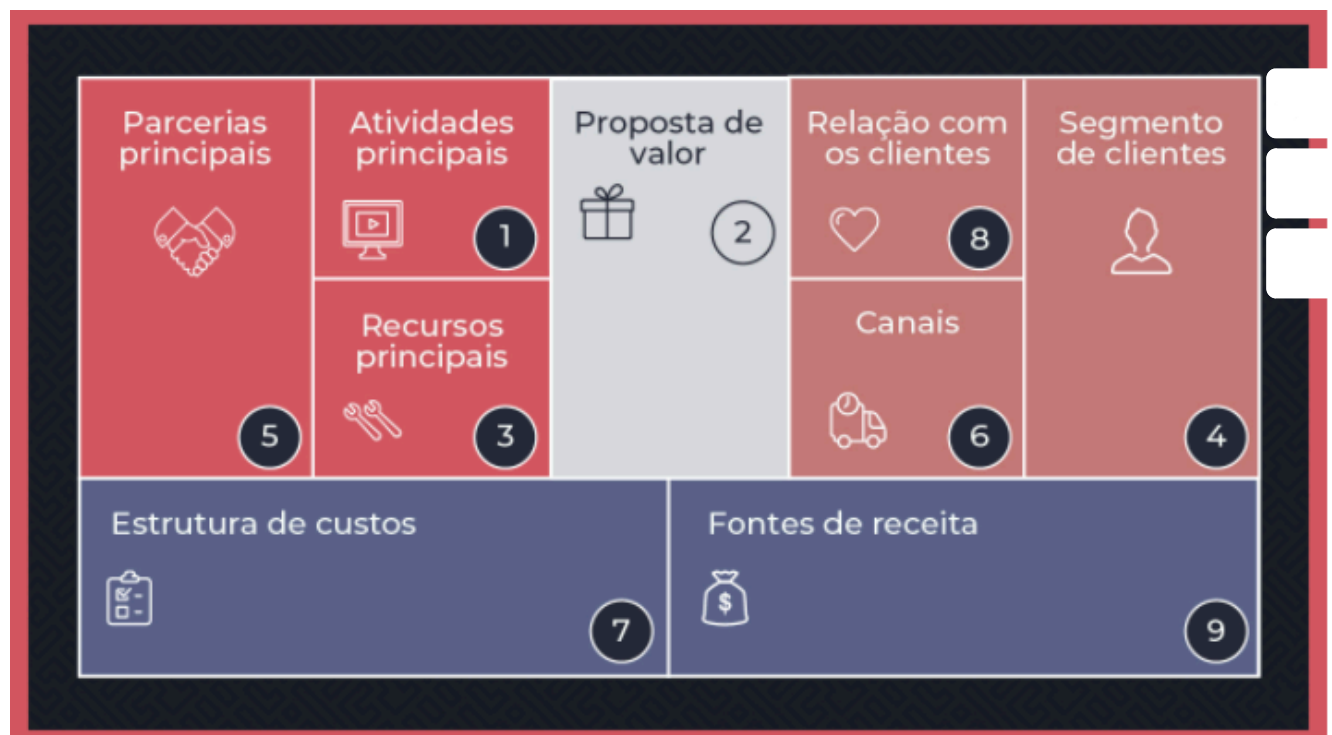 Parcerias
principais
5
Atividades
principais
1
Recursos
principais
3
Proposta de
valor
2
Relação com
os clientes
8
Canais
6
Segmento
de clientes
4
Estrutura de custos
7
Fontes de receita
$
9